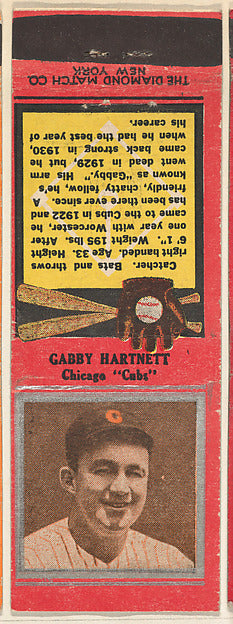 THE DIAMOND MATCH CO.
NEW YORK
Catcher. Bats and throws
right handed. Age 33. Height
6' 1". Weight 195 lbs. After
one year with Worcester, he
came to the Cubs in 1922 and
has been there ever since. A
friendly, chatty fellow, he's
known as "Gabby." His arm
went dead in 1929, but he
came back strong in 1930,
when he had the best year of
his career.
GABBY HARTNETT
Chicago "Cubs"
C